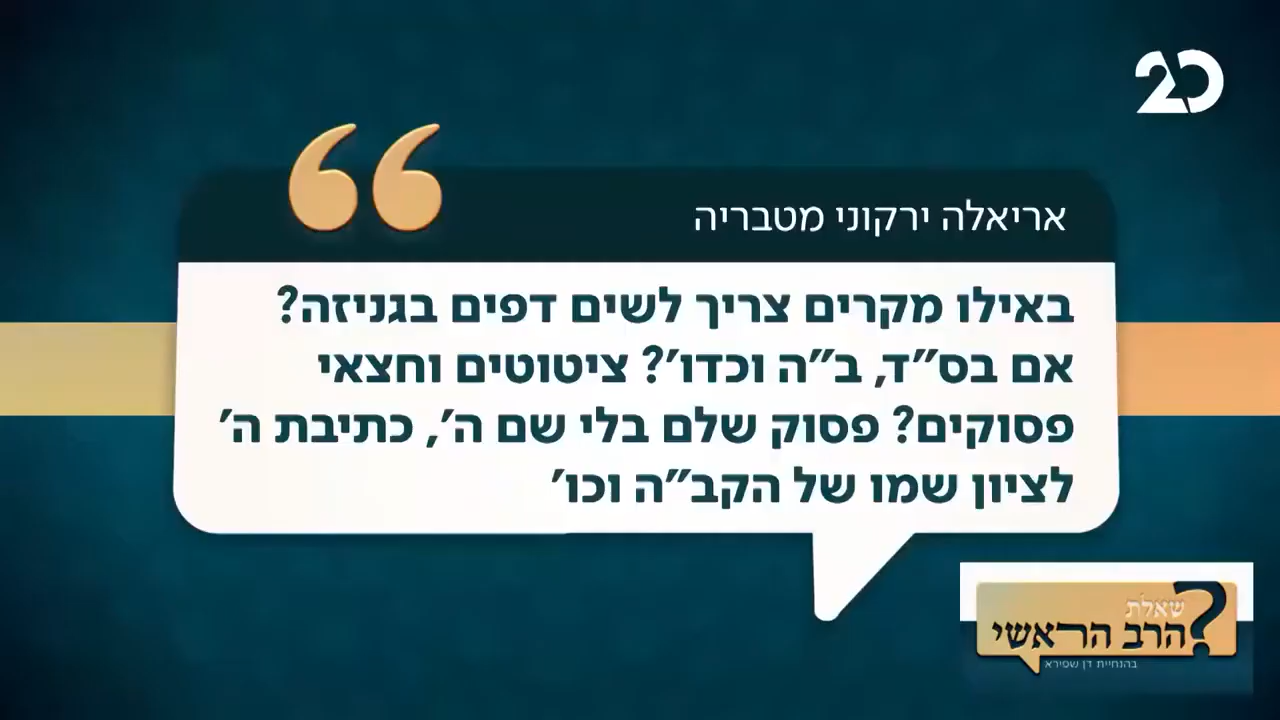 20
אריאלה ירקוני מטבריה
באילו מקרים צריך לשים דפים בגניזה?
אם בס"ד, ב"ה וכדו'? ציטוטים וחצאי
פסוקים? פסוק שלם בלי שם ה', כתיבת ה'
לציון שמו של הקב"ה וכו'
שאלת
הרב הראשי?
בהנחיית דן שפירא